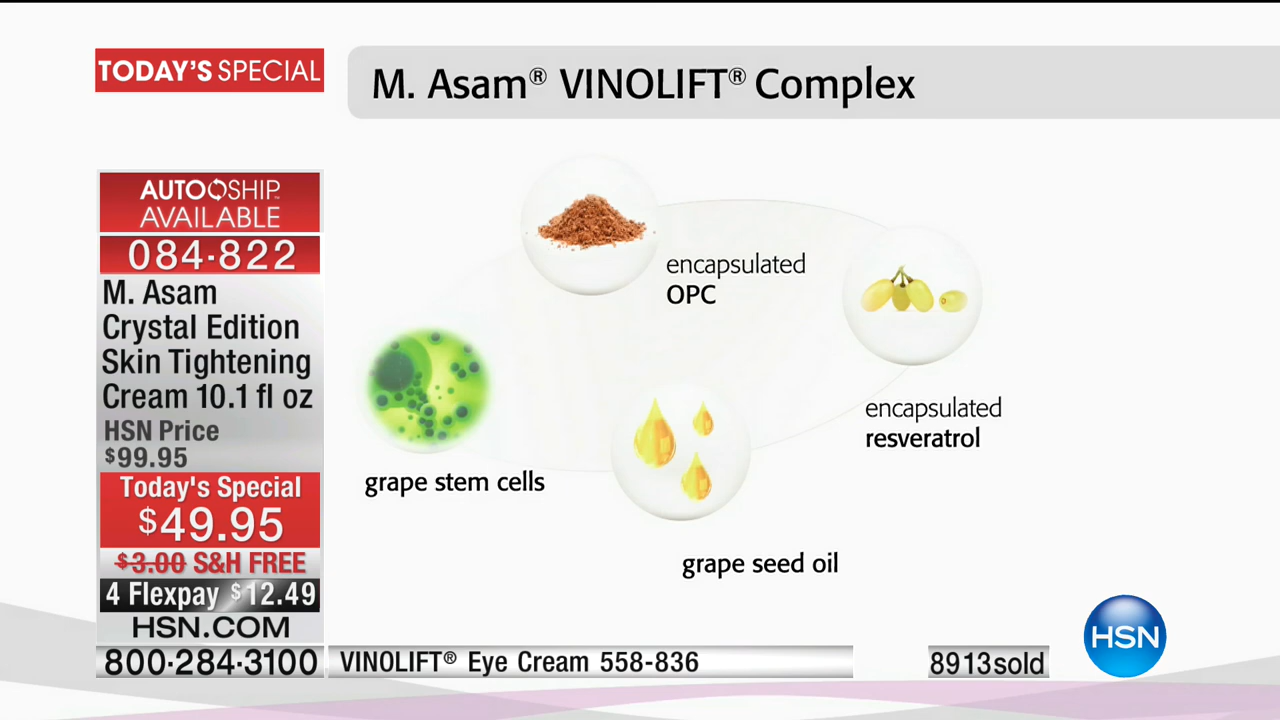 TODAY'S SPECIAL
M. Asam® VINOLIFT® Complex
AUTOSHIP™
AVAILABLE
084·822
M. Asam
Crystal Edition
Skin Tightening
Cream 10.1 fl oz
HSN Price
$99.95
Today's Special
$49.95
$3.00 S&H FREE
4 Flexpay $12.49
HSN.COM
800·284·3100
encapsulated
OPC
encapsulated
resveratrol
grape stem cells
grape seed oil
VINOLIFT® Eye Cream 558-836
8913sold
HSN